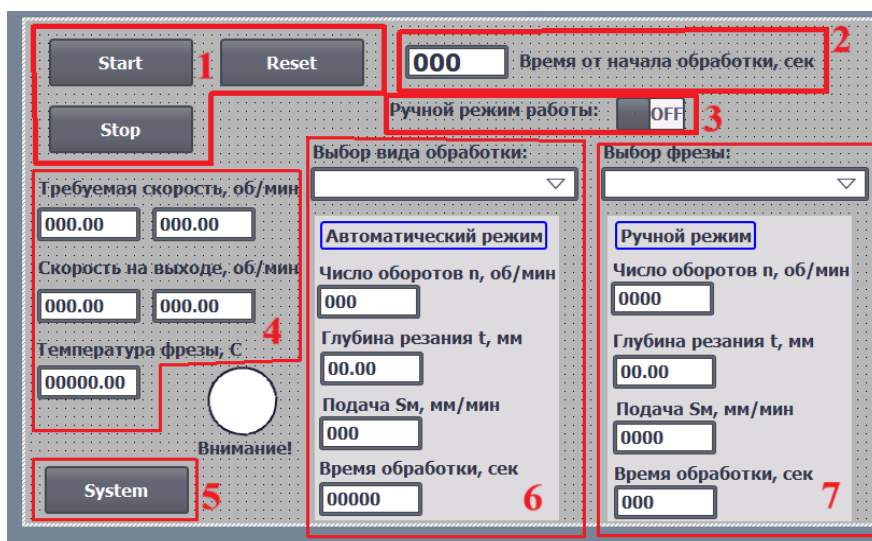 Start
1
Reset
Stop
000
Время от начала обработки, сек
2
Ручной режим работы:
OFF
3
Требуемая скорость, об/мин
000.00
000.00
Скорость на выходе, об/мин
000.00
000.00
4
Температура фрезы, С
00000.00
Внимание!
System
5
Выбор вида обработки:
Автоматический режим
Число оборотов n, об/мин
000
Глубина резания t, мм
00.00
Подача Sм, мм/мин
000
Время обработки, сек
00000
6
Выбор фрезы:
Ручной режим
Число оборотов n, об/мин
0000
Глубина резания t, мм
00.00
Подача Sм, мм/мин
0000
Время обработки, сек
000
7